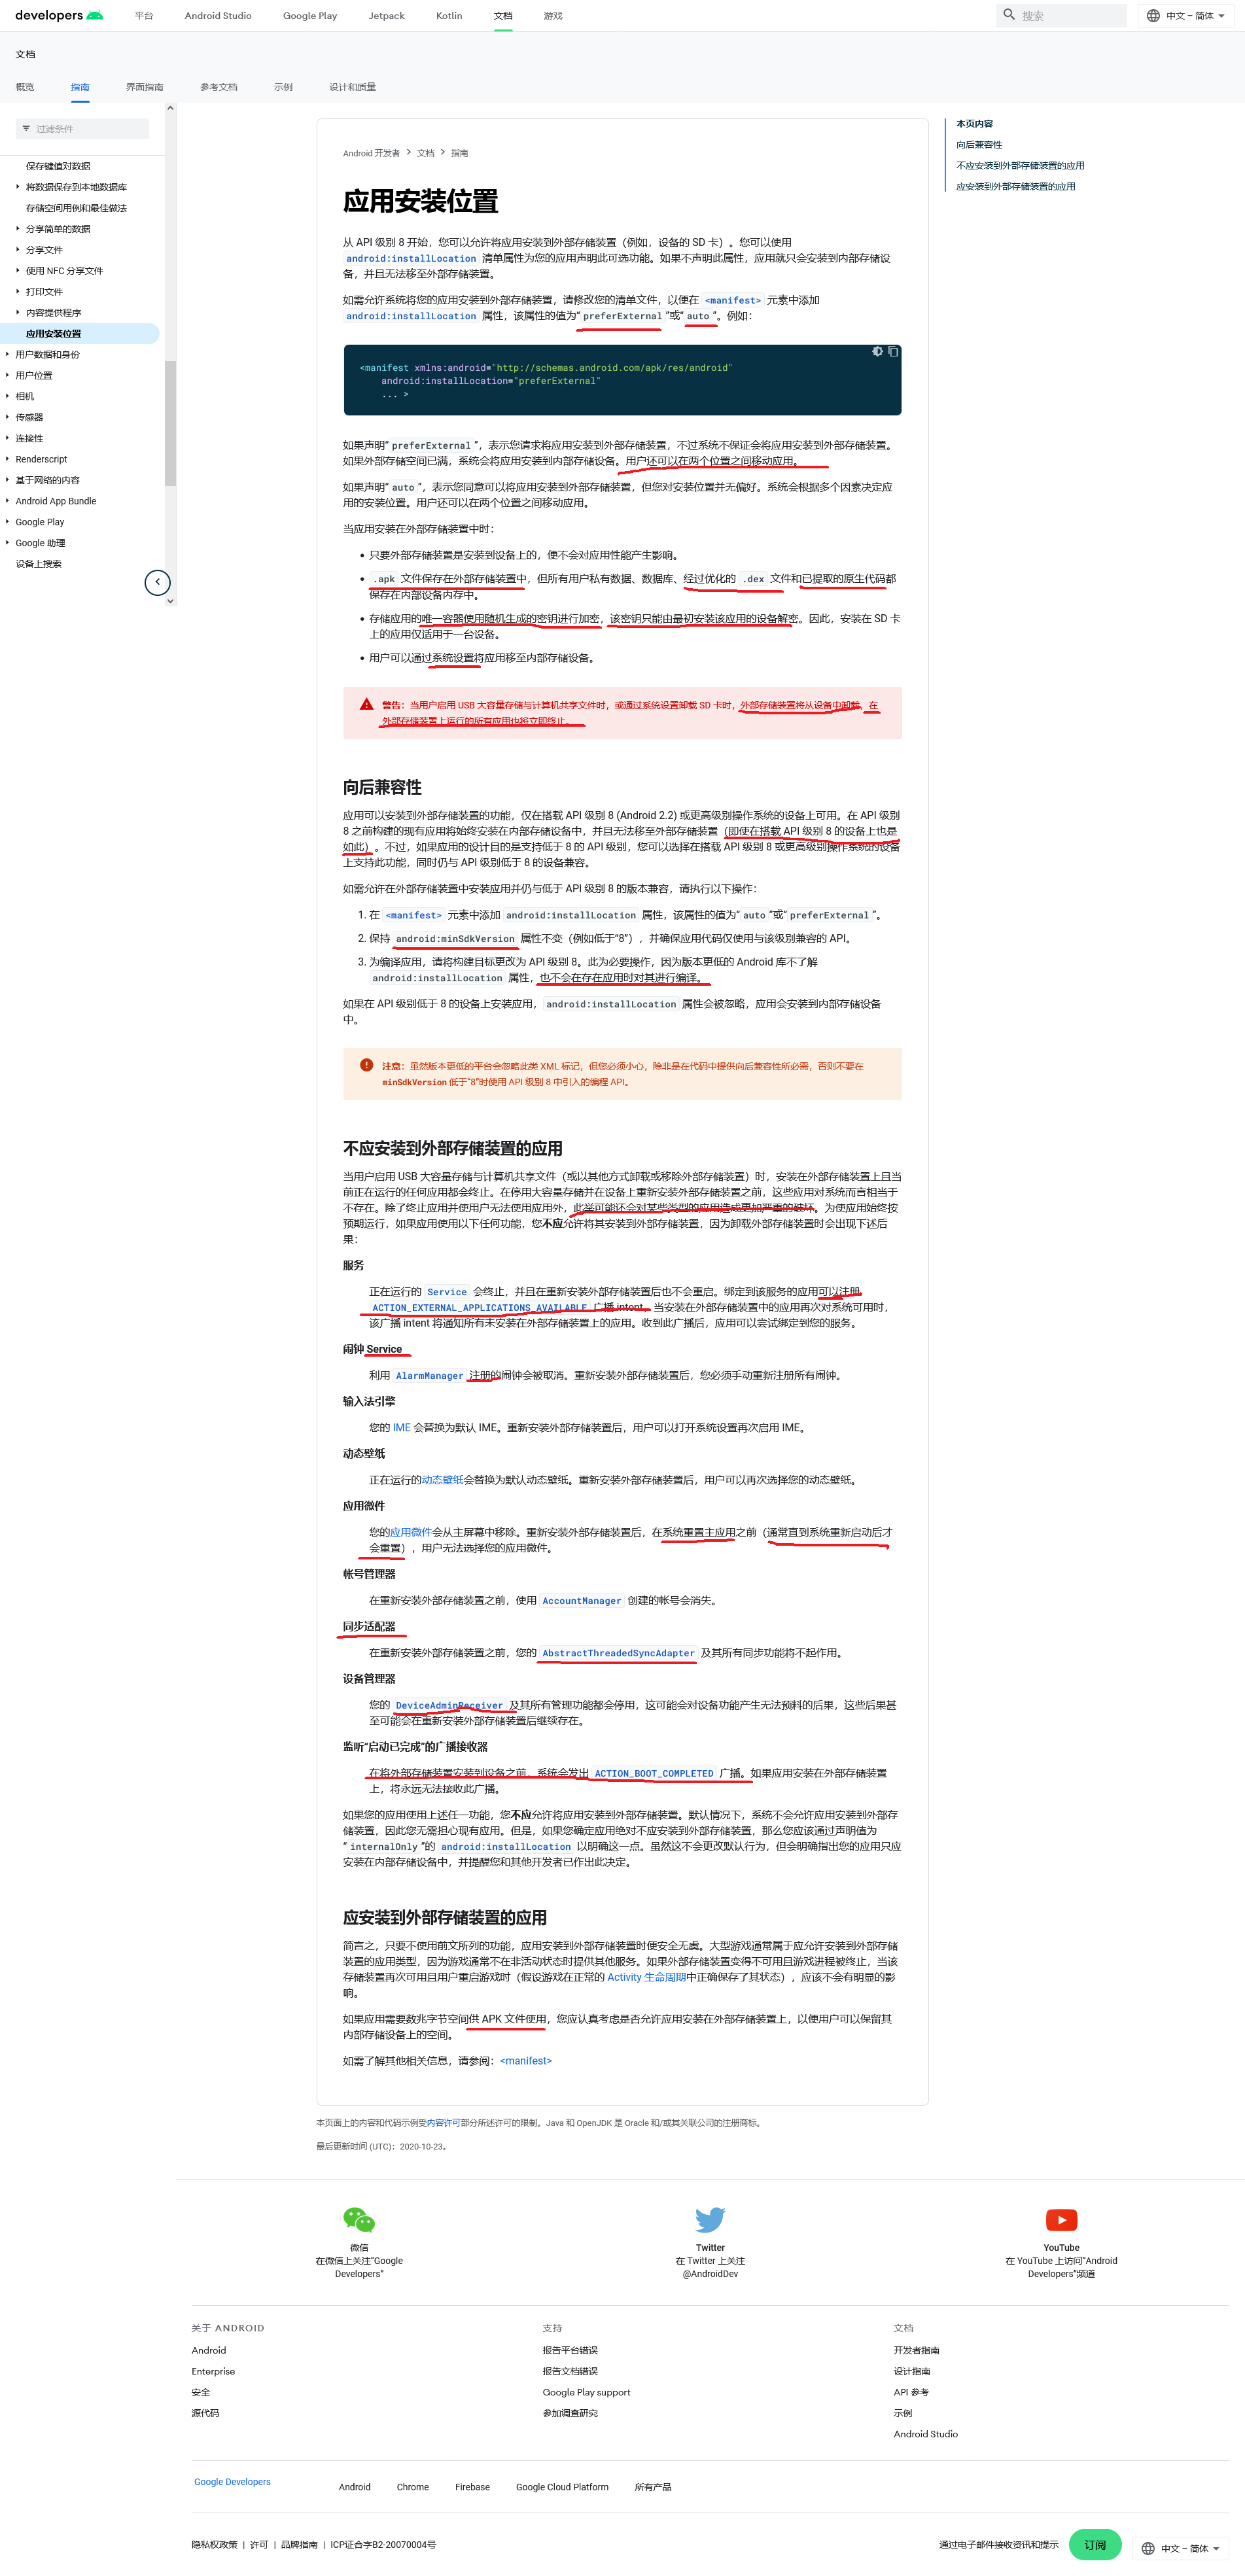 developers 平台 Android Studio Google Play Jetpack Kotlin 文档 游戏 搜索 中文 – 简体
文档
概览 指南 界面指南 参考文档 示例 设计和质量
过滤条件
保存键值对数据
将数据保存到本地数据库
存储空间用例和最佳做法
分享简单的数据
分享文件
使用 NFC 分享文件
打印文件
内容提供程序
应用安装位置
用户数据和身份
用户位置
相机
传感器
连接性
Renderscript
基于网络的内容
Android App Bundle
Google Play
Google 助理
设备上搜索
Android 开发者 > 文档 > 指南
应用安装位置
从 API 级别 8 开始，您可以允许将应用安装到外部存储装置（例如，设备的 SD 卡）。您可以使用
android:installLocation 清单属性为您的应用声明此可选功能。如果不声明此属性，应用就只会安装到内部存储设
备，并且无法移至外部存储装置。
如需允许系统将您的应用安装到外部存储装置，请修改您的清单文件，以便在 <manifest> 元素中添加
android:installLocation 属性，该属性的值为“preferExternal”或“auto”。例如：
<manifest xmlns:android="http://schemas.android.com/apk/res/android"
android:installLocation="preferExternal"
... >
如果声明“preferExternal”，表示您请求将应用安装到外部存储装置，不过系统不保证会将应用安装到外部存储装置。
如果外部存储空间已满，系统会将应用安装到内部存储设备。用户还可以在两个位置之间移动应用。
如果声明“auto”，表示您同意可以将应用安装到外部存储装置，但您对安装位置并无偏好。系统会根据多个因素决定应
用的安装位置。用户还可以在两个位置之间移动应用。
当应用安装在外部存储装置中时：
• 只要外部存储装置是安装到设备上的，便不会对应用性能产生影响。
• .apk 文件保存在外部存储装置中，但所有用户私有数据、数据库、经过优化的 .dex 文件和已提取的原生代码都
保存在内部设备内存中。
• 存储应用的唯一容器使用随机生成的密钥进行加密，该密钥只能由最初安装该应用的设备解密。因此，安装在 SD 卡
上的应用仅适用于一台设备。
• 用户可以通过系统设置将应用移至内部存储设备。
警告：当用户启用 USB 大容量存储与计算机共享文件时，或通过系统设置卸载 SD 卡时，外部存储装置将从设备中卸载，在
外部存储装置上运行的所有应用也将立即终止。
向后兼容性
应用可以安装到外部存储装置的功能，仅在搭载 API 级别 8 (Android 2.2) 或更高级别操作系统的设备上可用。在 API 级别
8 之前构建的现有应用将始终安装在内部存储设备中，并且无法移至外部存储装置（即使在搭载 API 级别 8 的设备上也是
如此）。不过，如果应用的设计目的是支持低于 8 的 API 级别，您可以选择在搭载 API 级别 8 或更高级别操作系统的设备
上支持此功能，同时仍与 API 级别低于 8 的设备兼容。
如需允许在外部存储装置中安装应用并仍与低于 API 级别 8 的版本兼容，请执行以下操作：
1. 在 <manifest> 元素中添加 android:installLocation 属性，该属性的值为“auto”或“preferExternal”。
2. 保持 android:minSdkVersion 属性不变（例如低于“8”），并确保应用代码仅使用与该级别兼容的 API。
3. 为编译应用，请将构建目标更改为 API 级别 8。此为必要操作，因为版本更低的 Android 库不了解
android:installLocation 属性，也不会在存在应用时对其进行编译。
如果在 API 级别低于 8 的设备上安装应用，android:installLocation 属性会被忽略，应用会安装到内部存储设备
中。
注意：虽然版本更低的平台会忽略此类 XML 标记，但您必须小心，除非是在代码中提供向后兼容性所必需，否则不要在
minSdkVersion 低于“8”时使用 API 级别 8 中引入的编程 API。
不应安装到外部存储装置的应用
当用户启用 USB 大容量存储与计算机共享文件（或以其他方式卸载或移除外部存储装置）时，安装在外部存储装置上且当
前正在运行的任何应用都会终止。在停用大容量存储并在设备上重新安装外部存储装置之前，这些应用对系统而言相当于
不存在。除了终止应用并使用户无法使用应用外，此举可能还会对某些类型的应用造成更加严重的破坏。为使应用始终按
预期运行，如果应用使用以下任何功能，您不应允许将其安装到外部存储装置，因为卸载外部存储装置时会出现下述后
果：
服务
正在运行的 Service 会终止，并且在重新安装外部存储装置后也不会重启。绑定到该服务的应用可以注册
ACTION_EXTERNAL_APPLICATIONS_AVAILABLE 广播 intent，当安装在外部存储装置中的应用再次对系统可用时，
该广播 intent 将通知所有未安装在外部存储装置上的应用。收到此广播后，应用可以尝试绑定到您的服务。
闹钟 Service
利用 AlarmManager 注册的闹钟会被取消。重新安装外部存储装置后，您必须手动重新注册所有闹钟。
输入法引擎
您的 IME 会替换为默认 IME。重新安装外部存储装置后，用户可以打开系统设置再次启用 IME。
动态壁纸
正在运行的动态壁纸会替换为默认动态壁纸。重新安装外部存储装置后，用户可以再次选择您的动态壁纸。
应用微件
您的应用微件会从主屏幕中移除。重新安装外部存储装置后，在系统重置主应用之前（通常直到系统重新启动后才
会重置），用户无法选择您的应用微件。
帐号管理器
在重新安装外部存储装置之前，使用 AccountManager 创建的帐号会消失。
同步适配器
在重新安装外部存储装置之前，您的 AbstractThreadedSyncAdapter 及其所有同步功能将不起作用。
设备管理器
您的 DeviceAdminReceiver 及其所有管理功能都会停用，这可能会对设备功能产生无法预料的后果，这些后果甚
至可能会在重新安装外部存储装置后继续存在。
监听“启动已完成”的广播接收器
在将外部存储装置安装到设备之前，系统会发出 ACTION_BOOT_COMPLETED 广播。如果应用安装在外部存储装置
上，将永远无法接收此广播。
如果您的应用使用上述任一功能，您不应允许将应用安装到外部存储装置。默认情况下，系统不会允许应用安装到外部存
储装置，因此您无需担心现有应用。但是，如果您确定应用绝对不应安装到外部存储装置，那么您应该通过声明值为
“internalOnly”的 android:installLocation 以明确这一点。虽然这不会更改默认行为，但会明确指出您的应用只应
安装在内部存储设备中，并提醒您和其他开发者已作出此决定。
应安装到外部存储装置的应用
简言之，只要不使用前文所列的功能，应用安装到外部存储装置时便安全无虞。大型游戏通常属于应允许安装到外部存储
装置的应用类型，因为游戏通常不在非活动状态时提供其他服务。如果外部存储装置变得不可用且游戏进程被终止，当该
存储装置再次可用且用户重启游戏时（假设游戏在正常的 Activity 生命周期中正确保存了其状态），应该不会有明显的影
响。
如果应用需要数兆字节空间供 APK 文件使用，您应认真考虑是否允许应用安装在外部存储装置上，以便用户可以保留其
内部存储设备上的空间。
如需了解其他相关信息，请参阅：<manifest>
本页内容
向后兼容性
不应安装到外部存储装置的应用
应安装到外部存储装置的应用
本页面上的内容和代码示例受内容许可部分所述许可的限制。Java 和 OpenJDK 是 Oracle 和/或其关联公司的注册商标。
最后更新时间 (UTC)：2020-10-23。
微信
在微信上关注“Google
Developers”
Twitter
在 Twitter 上关注
@AndroidDev
YouTube
在 YouTube 上访问“Android
Developers”频道
关于 ANDROID
Android
Enterprise
安全
源代码
支持
报告平台错误
报告文档错误
Google Play support
参加调查研究
文档
开发者指南
设计指南
API 参考
示例
Android Studio
Google Developers Android Chrome Firebase Google Cloud Platform 所有产品
隐私权政策 | 许可 | 品牌指南 | ICP证合字B2-20070004号 通过电子邮件接收资讯和提示 订阅 中文 – 简体